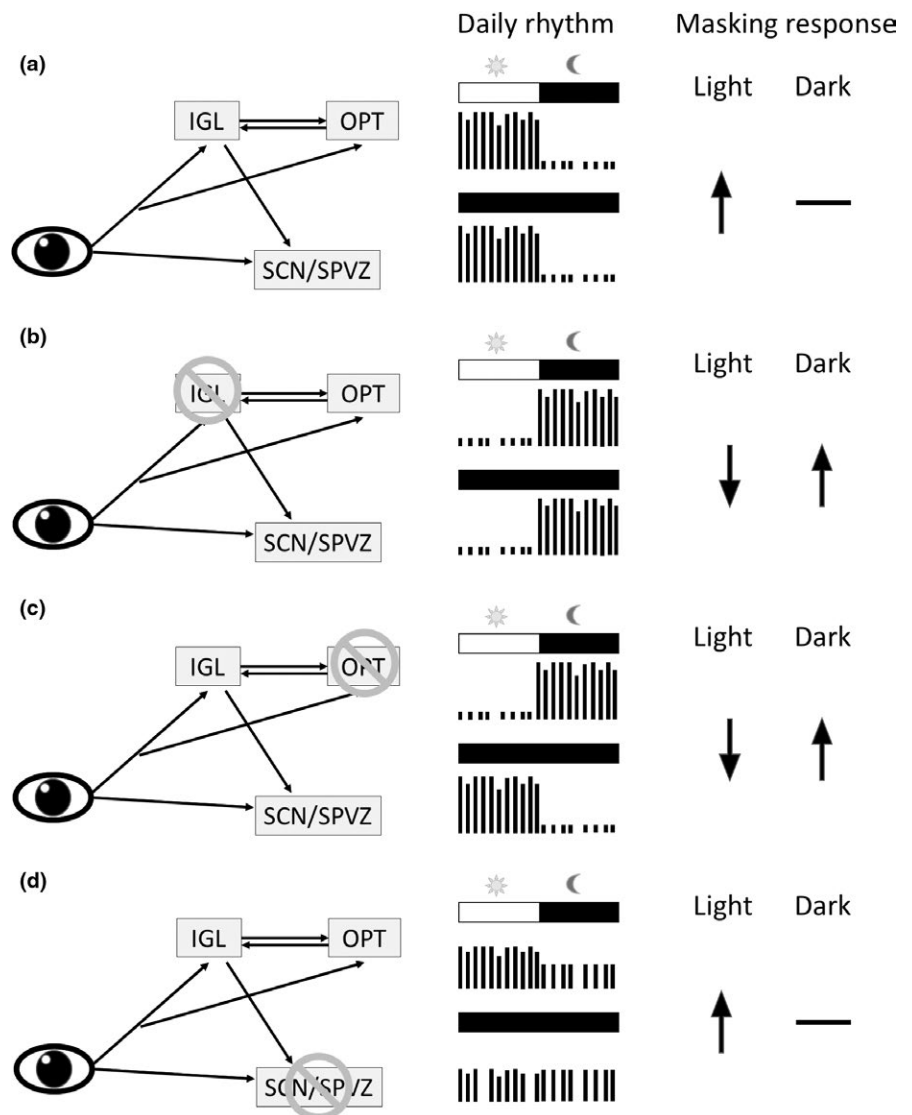 Daily rhythm Masking response
(a)
Light Dark
IGL OPT
SCN/SPVZ
(b)
Light Dark
IGL OPT
SCN/SPVZ
(c)
Light Dark
IGL OPT
SCN/SPVZ
(d)
Light Dark
IGL OPT
SCN/SPVZ